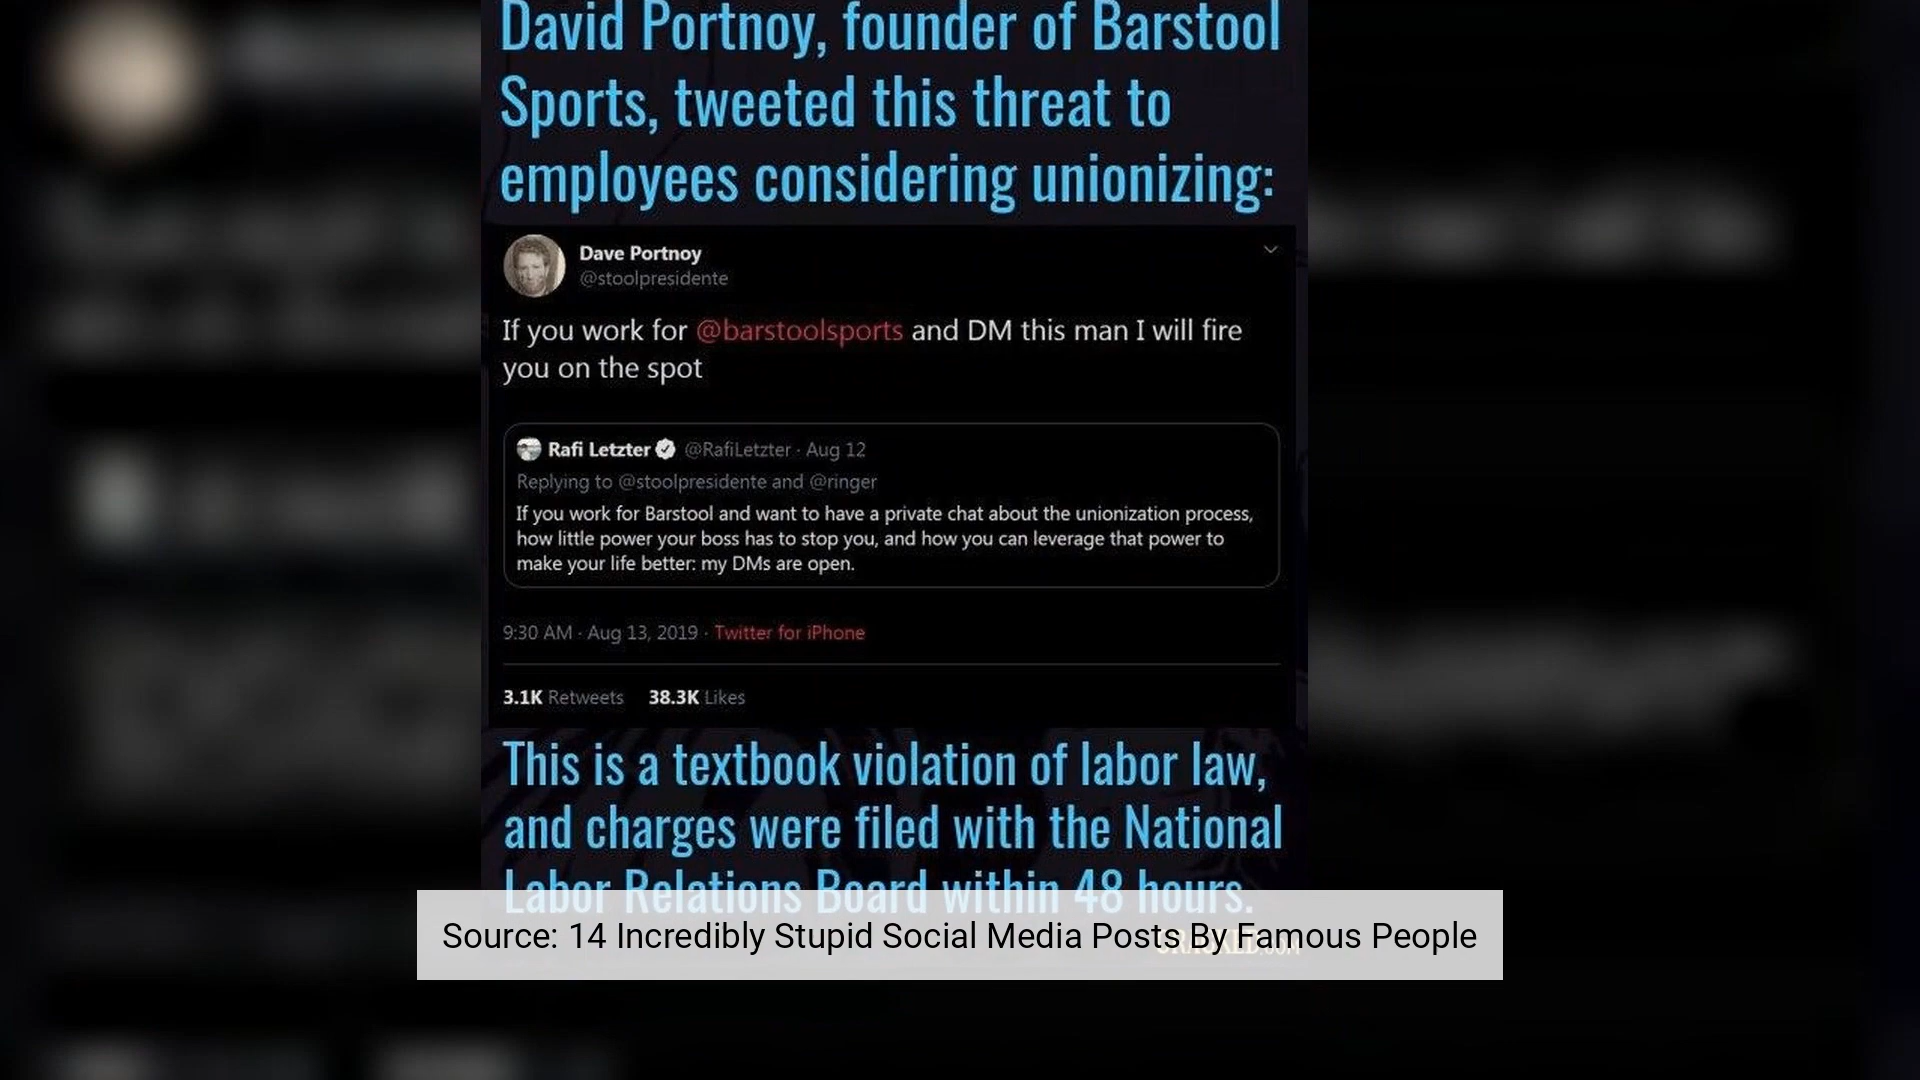 David Portnoy, founder of Barstool
Sports, tweeted this threat to
employees considering unionizing:
Dave Portnoy
@stoolpresidente
If you work for @barstoolsports and DM this man I will fire
you on the spot
Rafi Letzter @RafiLetzter · Aug 12
Replying to @stoolpresidente and @ringer
If you work for Barstool and want to have a private chat about the unionization process,
how little power your boss has to stop you, and how you can leverage that power to
make your life better: my DMs are open.
9:30 AM · Aug 13, 2019 · Twitter for iPhone
3.1K Retweets 38.3K Likes
This is a textbook violation of labor law,
and charges were filed with the National
Labor Relations Board within 48 hours.
Source: 14 Incredibly Stupid Social Media Posts By Famous People